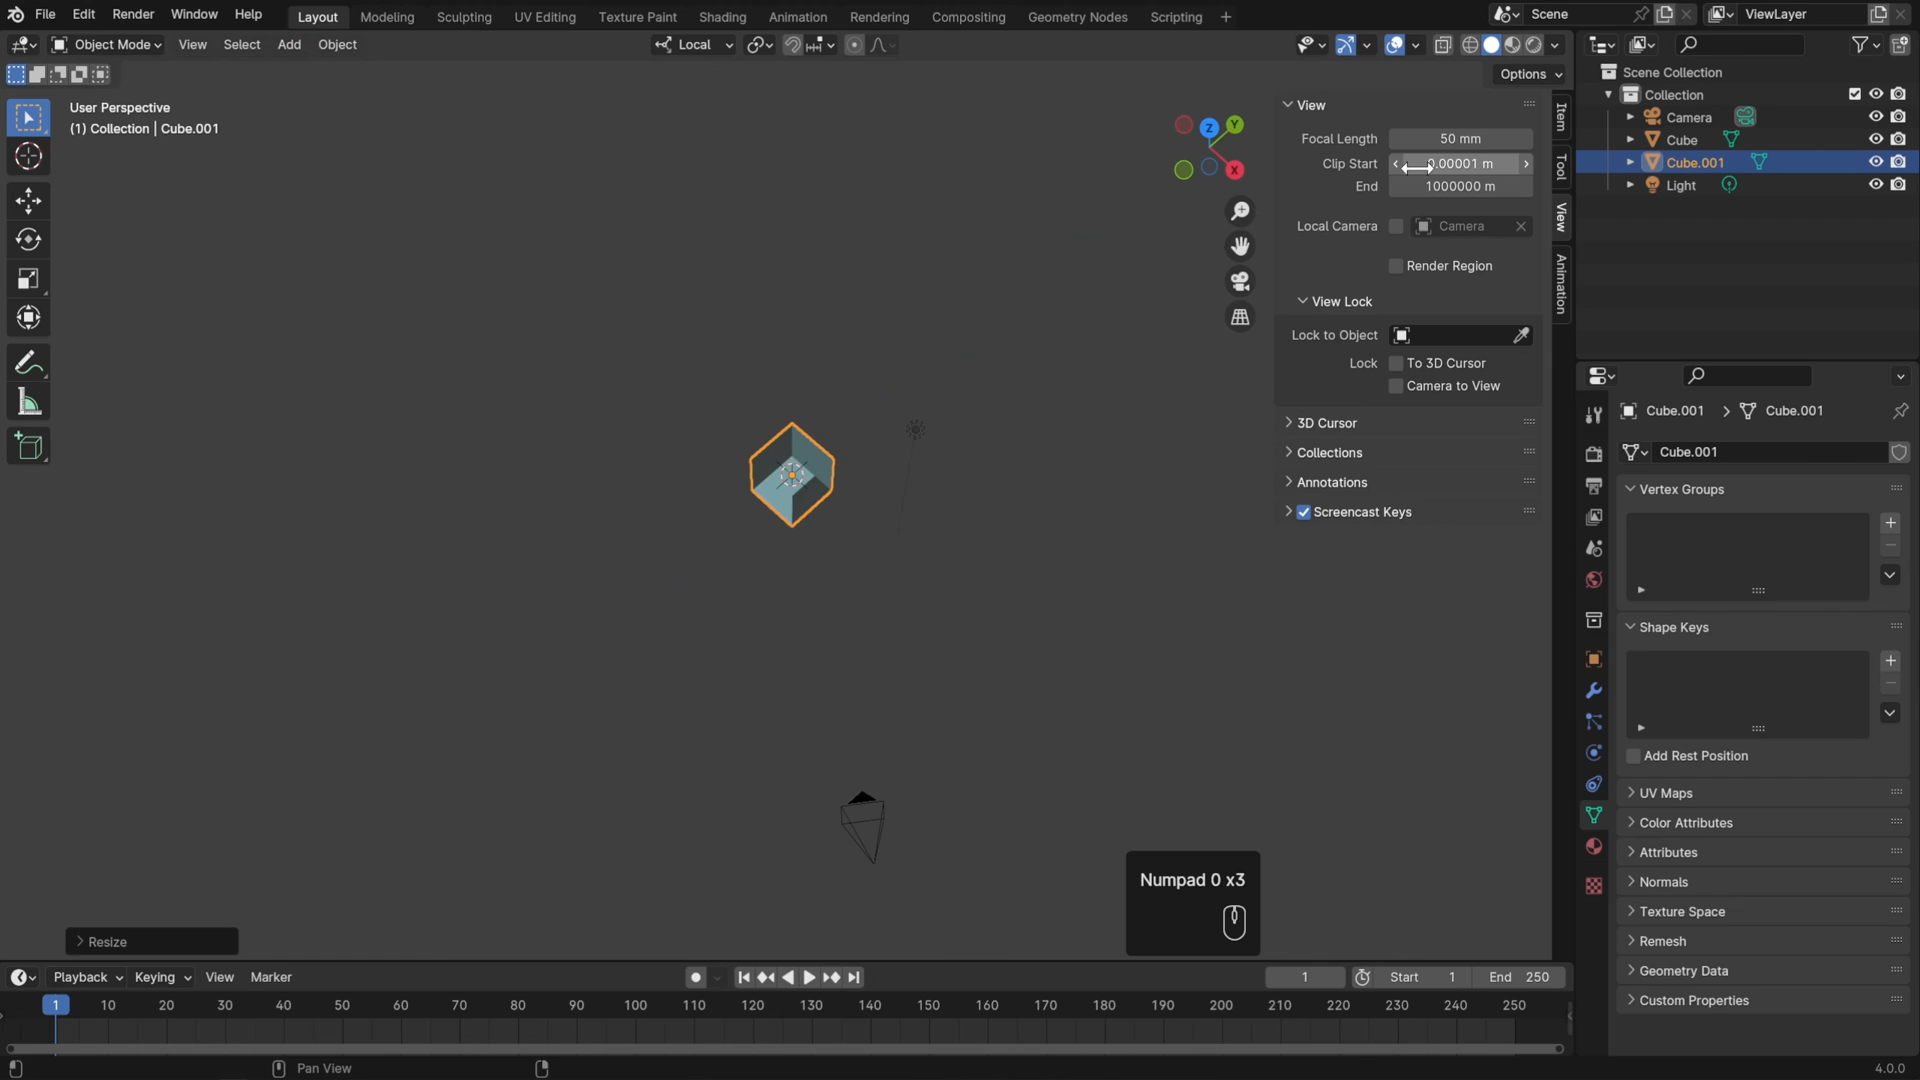 File Edit Render Window Help Layout Modeling Sculpting UV Editing Texture Paint Shading Animation Rendering Compositing Geometry Nodes Scripting + Scene ViewLayer
Object Mode View Select Add Object Local
Options
User Perspective
(1) Collection | Cube.001
Z Y X
View
Focal Length 50 mm
Clip Start 0.00001 m
End 1000000 m
Local Camera Camera
Render Region
View Lock
Lock to Object
Lock To 3D Cursor
Camera to View
3D Cursor
Collections
Annotations
Screencast Keys
Item
Tool
View
Animation
Scene Collection
Collection
Camera
Cube
Cube.001
Light
Cube.001 Cube.001
Cube.001
Vertex Groups
Shape Keys
Add Rest Position
UV Maps
Color Attributes
Attributes
Normals
Texture Space
Remesh
Geometry Data
Custom Properties
Numpad 0 x3
Resize
Playback Keying View Marker 1 Start 1 End 250
1 10 20 30 40 50 60 70 80 90 100 110 120 130 140 150 160 170 180 190 200 210 220 230 240 250
Pan View 4.0.0